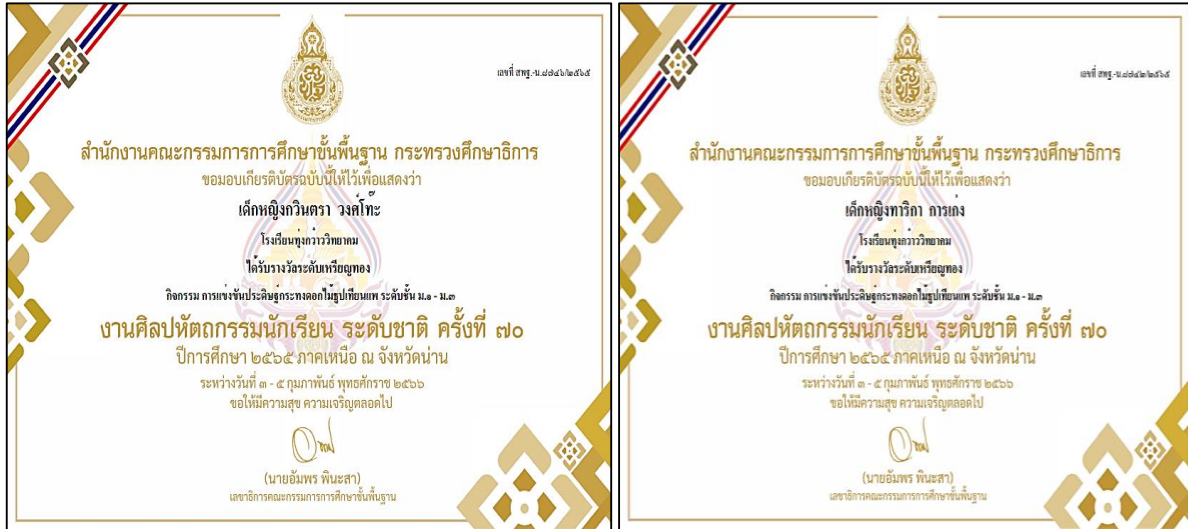 เลขที่ สพฐ.-น.๘๗๔๖/๒๕๖๕
สำนักงานคณะกรรมการการศึกษาขั้นพื้นฐาน กระทรวงศึกษาธิการ
ขอมอบเกียรติบัตรฉบับนี้ให้ไว้เพื่อแสดงว่า
เด็กหญิงกวินตรา วงศ์โท๊ะ
โรงเรียนทุ่งกว๋าววิทยาคม
ได้รับรางวัลระดับเหรียญทอง
กิจกรรม การแข่งขันประดิษฐ์กระทงดอกไม้ธูปเทียนแพ ระดับชั้น ม.๑ - ม.๓
งานศิลปหัตถกรรมนักเรียน ระดับชาติ ครั้งที่ ๗๐
ปีการศึกษา ๒๕๖๕ ภาคเหนือ ณ จังหวัดน่าน
ระหว่างวันที่ ๓ - ๕ กุมภาพันธ์ พุทธศักราช ๒๕๖๖
ขอให้มีความสุข ความเจริญตลอดไป
(นายอัมพร พินะสา)
เลขาธิการคณะกรรมการการศึกษาขั้นพื้นฐาน
เลขที่
สำนักงานคณะกรรมการการศึกษาขั้นพื้นฐาน กระทรวงศึกษาธิการ
ขอมอบเกียรติบัตรฉบับนี้ให้ไว้เพื่อแสดงว่า
เด็กหญิงทาริกา การเก่ง
โรงเรียนทุ่งกว๋าววิทยาคม
ได้รับรางวัลระดับเหรียญทอง
กิจกรรม การแข่งขันประดิษฐ์กระทงดอกไม้ธูปเทียนแพ ระดับชั้น ม.๑ - ม.๓
งานศิลปหัตถกรรมนักเรียน ระดับชาติ ครั้งที่ ๗๐
ปีการศึกษา ๒๕๖๕ ภาคเหนือ ณ จังหวัดน่าน
ระหว่างวันที่ ๓ - ๕ กุมภาพันธ์ พุทธศักราช ๒๕๖๖
ขอให้มีความสุข ความเจริญตลอดไป
(นายอัมพร พินะสา)
เลขาธิการคณะกรรมการการศึกษาขั้นพื้นฐาน